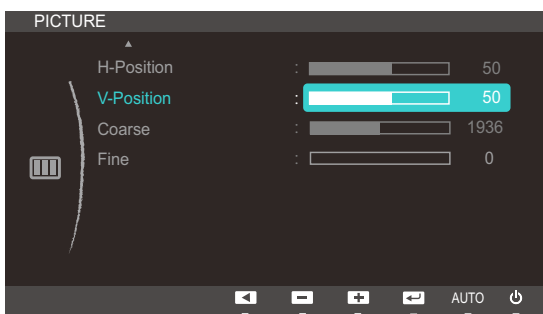 PICTURE
H-Position : 50
V-Position : 50
Coarse : 1936
Fine : 0
AUTO